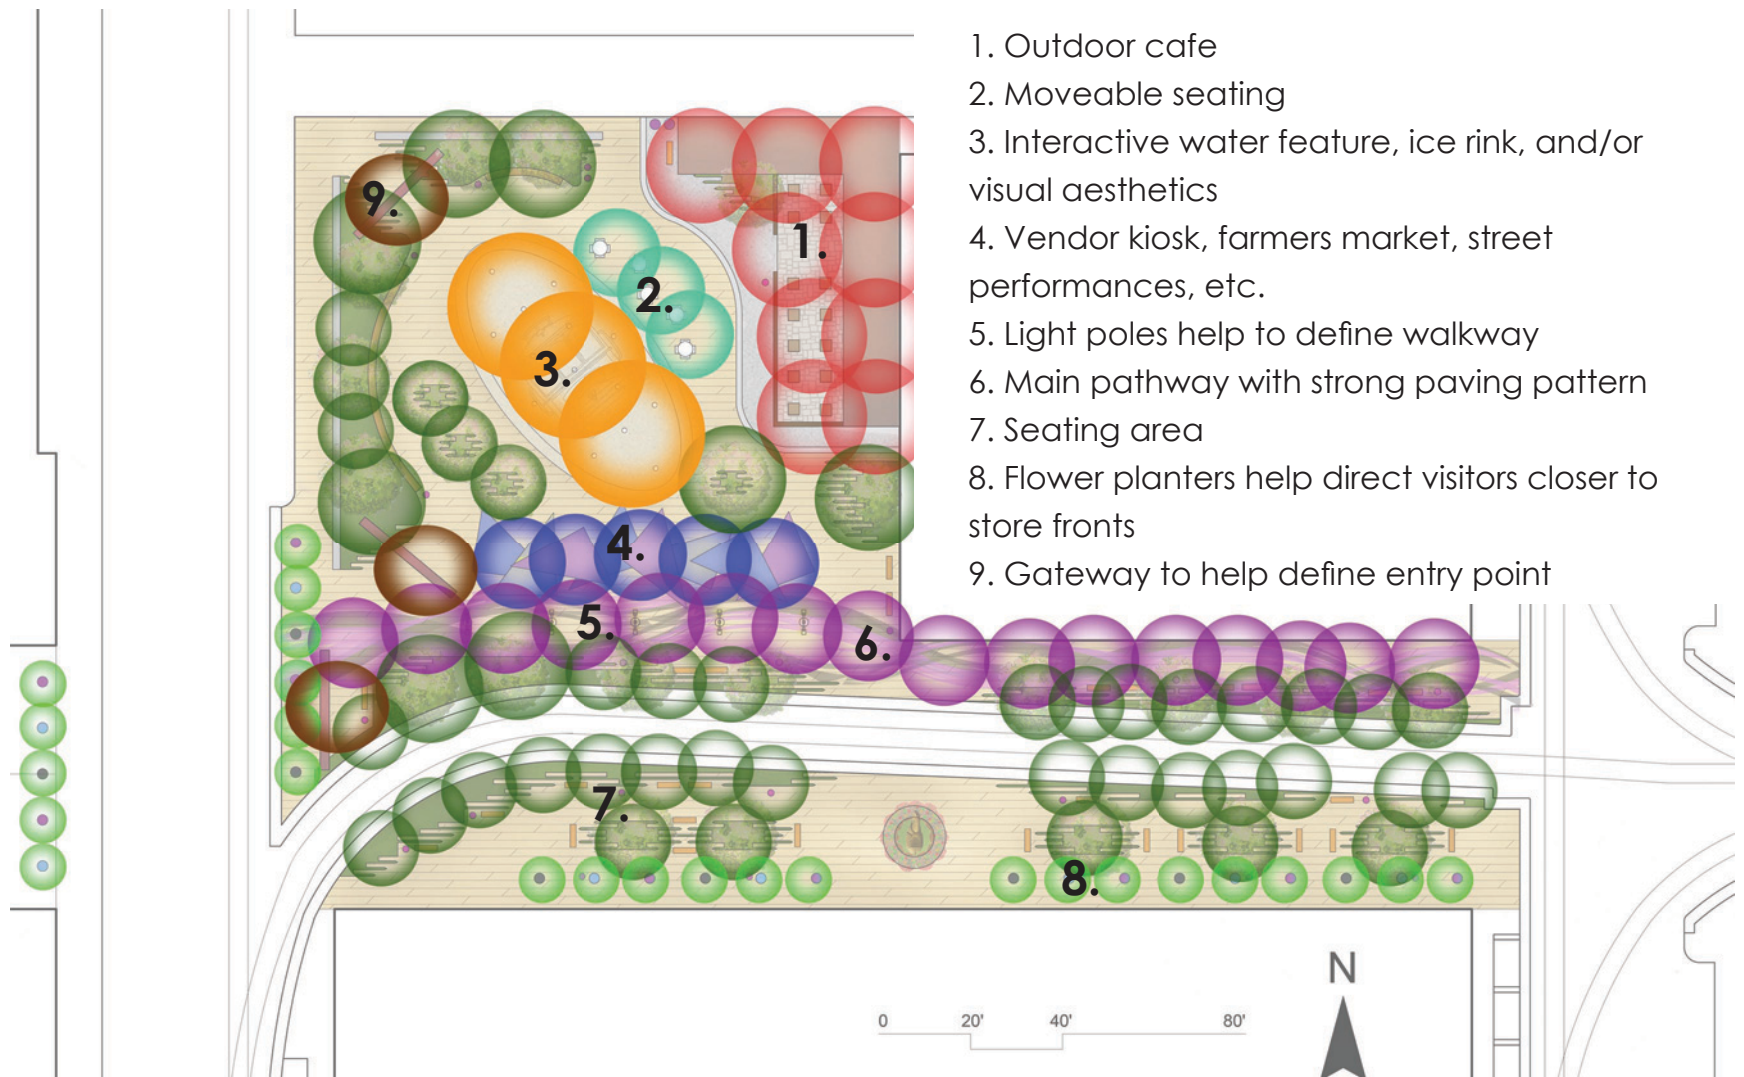 1. Outdoor cafe
2. Moveable seating
3. Interactive water feature, ice rink, and/or
visual aesthetics
4. Vendor kiosk, farmers market, street
performances, etc.
5. Light poles help to define walkway
6. Main pathway with strong paving pattern
7. Seating area
8. Flower planters help direct visitors closer to
store fronts
9. Gateway to help define entry point
9.
1.
2.
3.
4.
5.
6.
7.
8.
N
0 20' 40' 80'